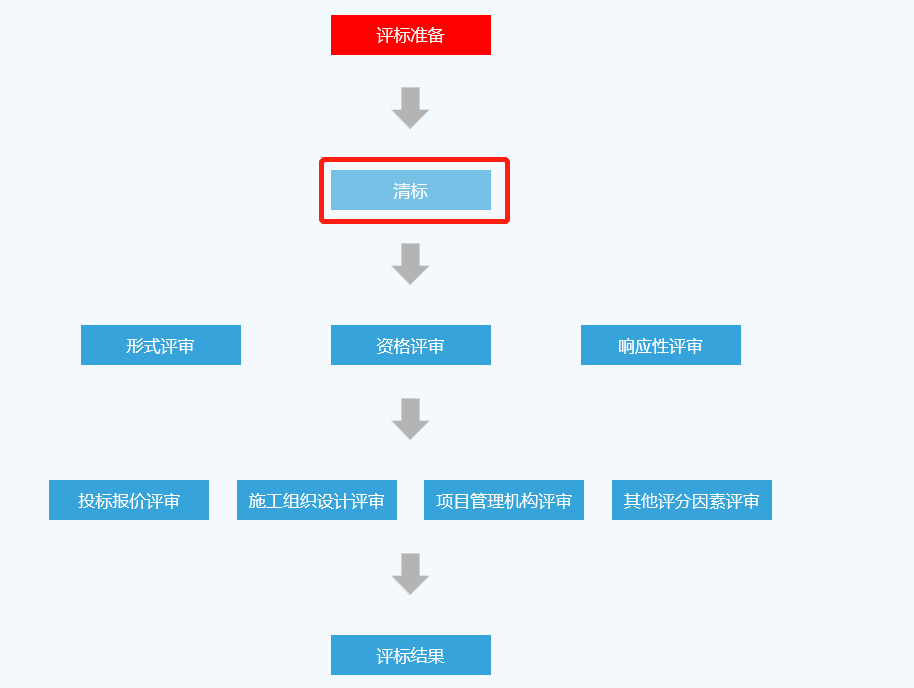 评标准备
清标
形式评审
资格评审
响应性评审
投标报价评审
施工组织设计评审
项目管理机构评审
其他评分因素评审
评标结果